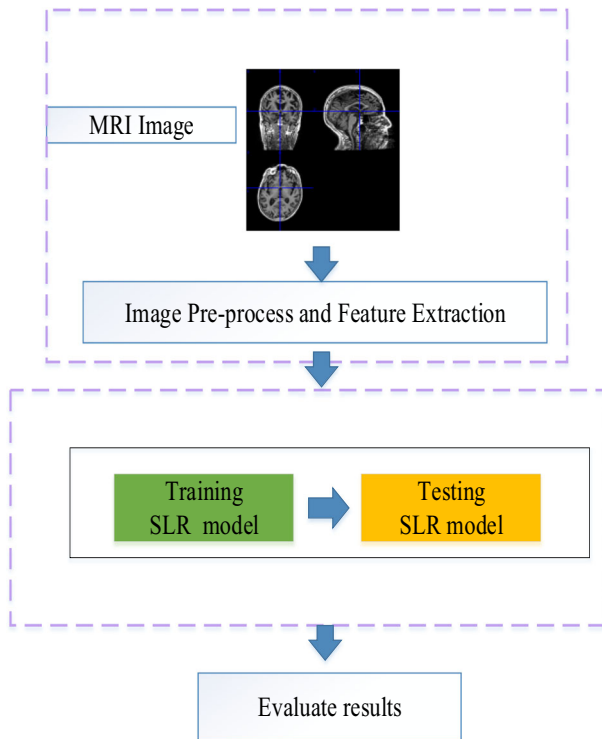 MRI Image
Image Pre-process and Feature Extraction
Training
SLR model
Testing
SLR model
Evaluate results